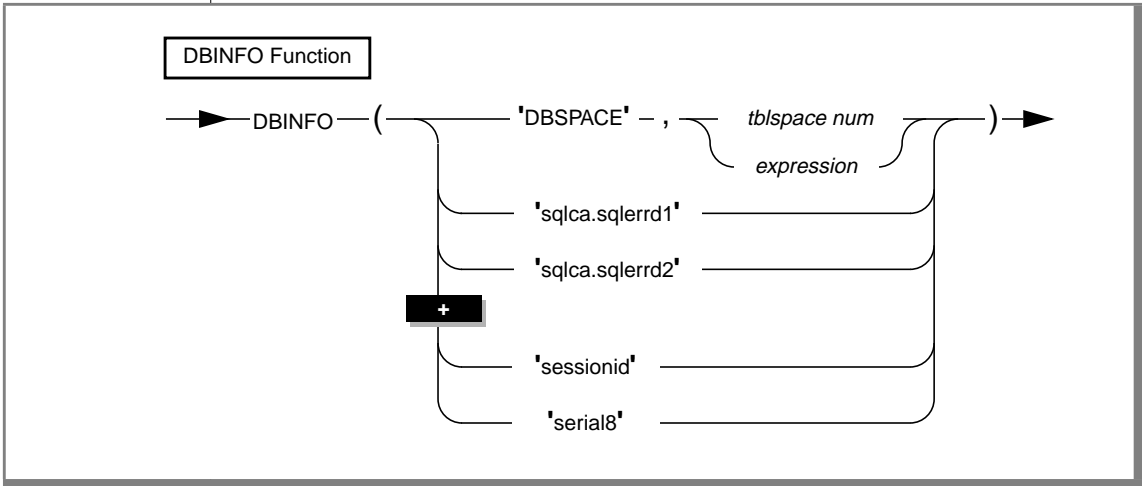 DBINFO Function
DBINFO ( 'DBSPACE' , tblspace num )
expression
'sqlca.sqlerrd1'
'sqlca.sqlerrd2'
+
'sessionid'
'serial8'